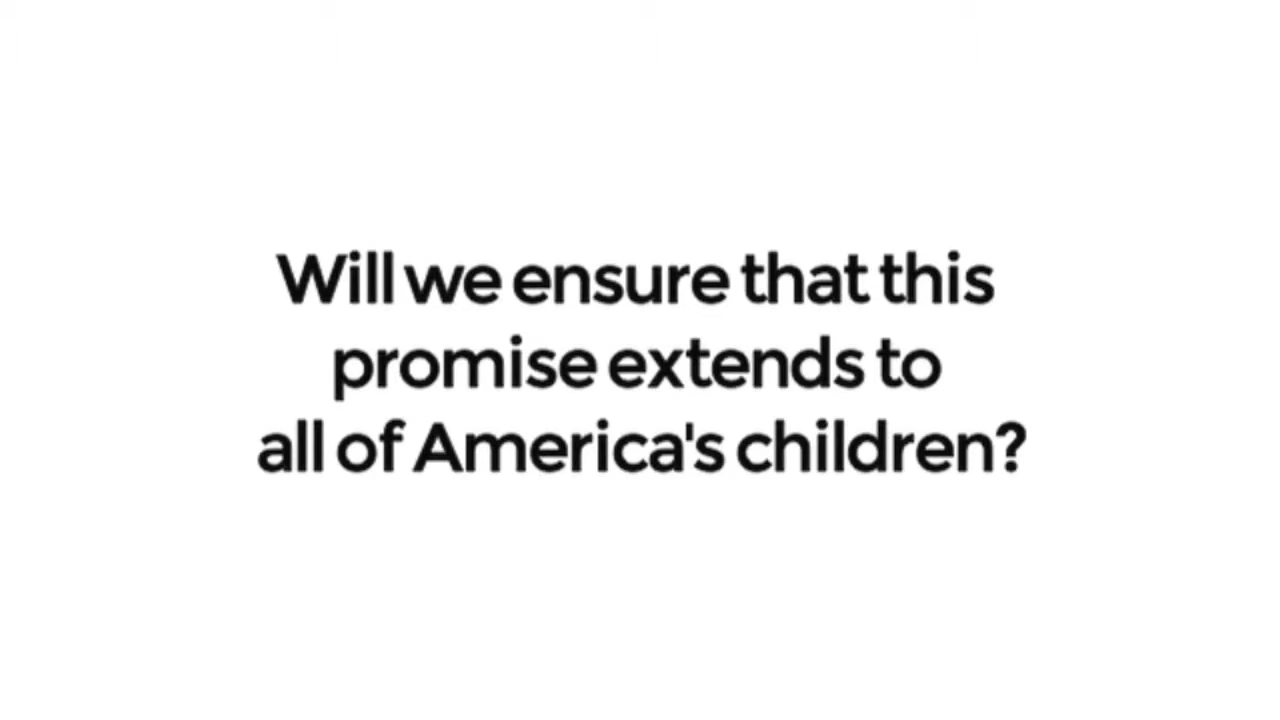 Will we ensure that this
promise extends to
all of America's children?